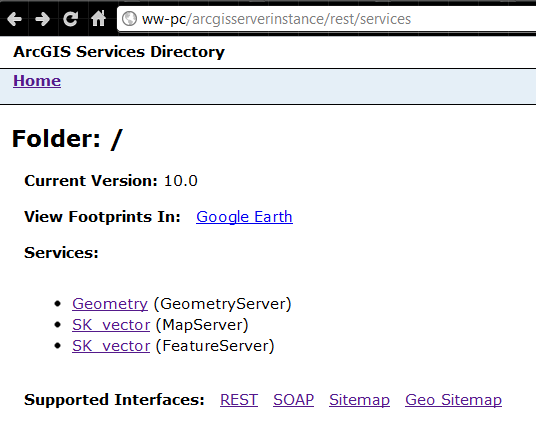 ww-pc/arcgisserverinstance/rest/services
ArcGIS Services Directory
Home
Folder: /
Current Version: 10.0
View Footprints In: Google Earth
Services:
Geometry (GeometryServer)
SK_vector (MapServer)
SK_vector (FeatureServer)
Supported Interfaces: REST SOAP Sitemap Geo Sitemap